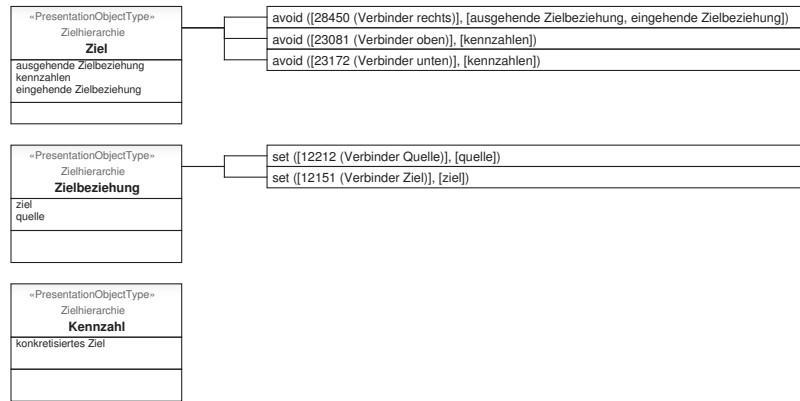 «PresentationObjectType»
Zielhierarchie
Ziel
ausgehende Zielbeziehung
kennzahlen
eingehende Zielbeziehung
avoid ([28450 (Verbinder rechts)], [ausgehende Zielbeziehung, eingehende Zielbeziehung])
avoid ([23081 (Verbinder oben)], [kennzahlen])
avoid ([23172 (Verbinder unten)], [kennzahlen])
«PresentationObjectType»
Zielhierarchie
Zielbeziehung
ziel
quelle
set ([12212 (Verbinder Quelle)], [quelle])
set ([12151 (Verbinder Ziel)], [ziel])
«PresentationObjectType»
Zielhierarchie
Kennzahl
konkretisiertes Ziel